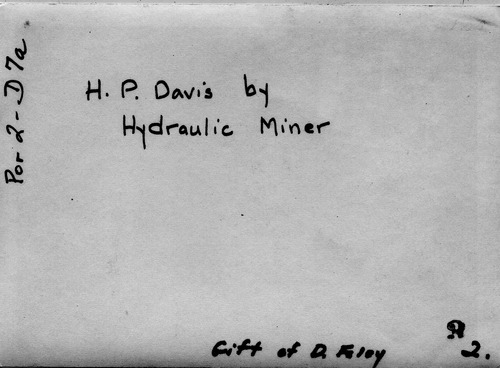 Por 2 - D7a
H. P. Davis by
Hydraulic Miner
Gift of D. Foley
2.